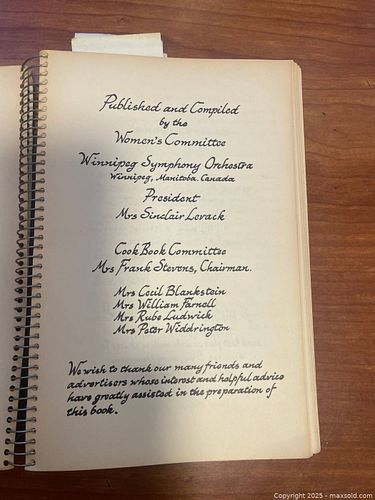 Published and Compiled
by the
Women's Committee
Winnipeg Symphony Orchestra
Winnipeg, Manitoba. Canada
President
Mrs Sinclair Levack
Cook Book Committee
Mrs Frank Stevens, Chairman.
Mrs Cecil Blankstein
Mrs William Farnell
Mrs Rube Ludwick
Mrs Peter Widdrington
We wish to thank our many friends and
advertisers whose interest and helpful advice
have greatly assisted in the preparation of
this book.
Copyright 2025 - maxsold.com